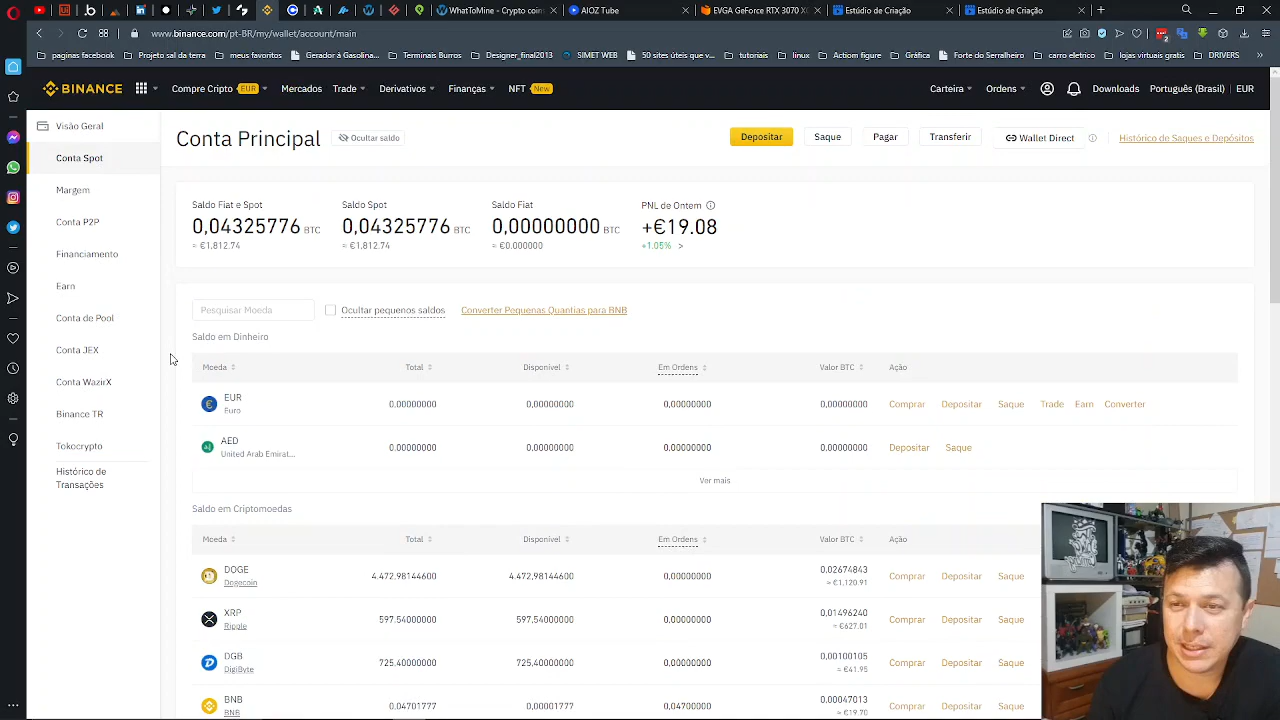 WhatToMine - Crypto coin
AIOZ Tube
EVGA GeForce RTX 3070 X
Estúdio de Criação
Estúdio de Criação
www.binance.com/pt-BR/my/wallet/account/main
Outros
Projeto sal da terra
meus favoritos
Gerador à Gasolina...
Designer_final2013
SIMET WEB
50 sites úteis que t...
tutoriais
linux
Actiom figure
Gráfica
Forte do Serralheiro
coro eletrico
DRIVERS
BINANCE
Compre Cripto EUR
Mercados
Trade
Derivativos
Finanças
NFT New
Carteira
Ordens
Downloads
Português (Brasil)
EUR
Visão Geral
Conta Spot
Margem
Conta P2P
Financiamento
Earn
Conta de Pool
Conta JEX
Conta WazirX
Binance TR
Tokocrypto
Histórico de
Transações
Conta Principal
Ocultar saldo
Depositar
Saque
Pagar
Transferir
Wallet Direct
Histórico de Saques e Depósitos
Saldo Fiat e Spot
0,04325776 BTC
≈ €1,812.74
Saldo Spot
0,04325776 BTC
≈ €1,812.74
Saldo Fiat
0,00000000 BTC
≈ €0.000000
PNL de Ontem
+€19.08
+1.05% >
Pesquisar Moeda
Ocultar pequenos saldos
Converter Pequenas Quantias para BNB
Saldo em Dinheiro
Moeda Total Disponível Em Ordens Valor BTC Ação
EUR 0.00000000 0,00000000 0,00000000 0,00000000 Comprar Depositar Saque Trade Earn Converter
Euro
AED 0.00000000 0,00000000 0.00000000 0,00000000 Depositar Saque
United Arab Emirat...
Ver mais
Saldo em Criptomoedas
Moeda Total Disponível Em Ordens Valor BTC Ação
DOGE 4.472,98144600 4.472,98144600 0,00000000 0,02674843 Comprar Depositar Saque
Dogecoin ≈ €1,120.91
XRP 597.54000000 597.54000000 0,00000000 0,01496240 Comprar Depositar Saque
Ripple ≈ €627.01
DGB 725,40000000 725,40000000 0,00000000 0,00100105 Comprar Depositar Saque
DigiByte ≈ €41.95
BNB 0.04701777 0,00001777 0,04700000 0,00047013 Comprar Depositar Saque
BNB ≈ €19.70